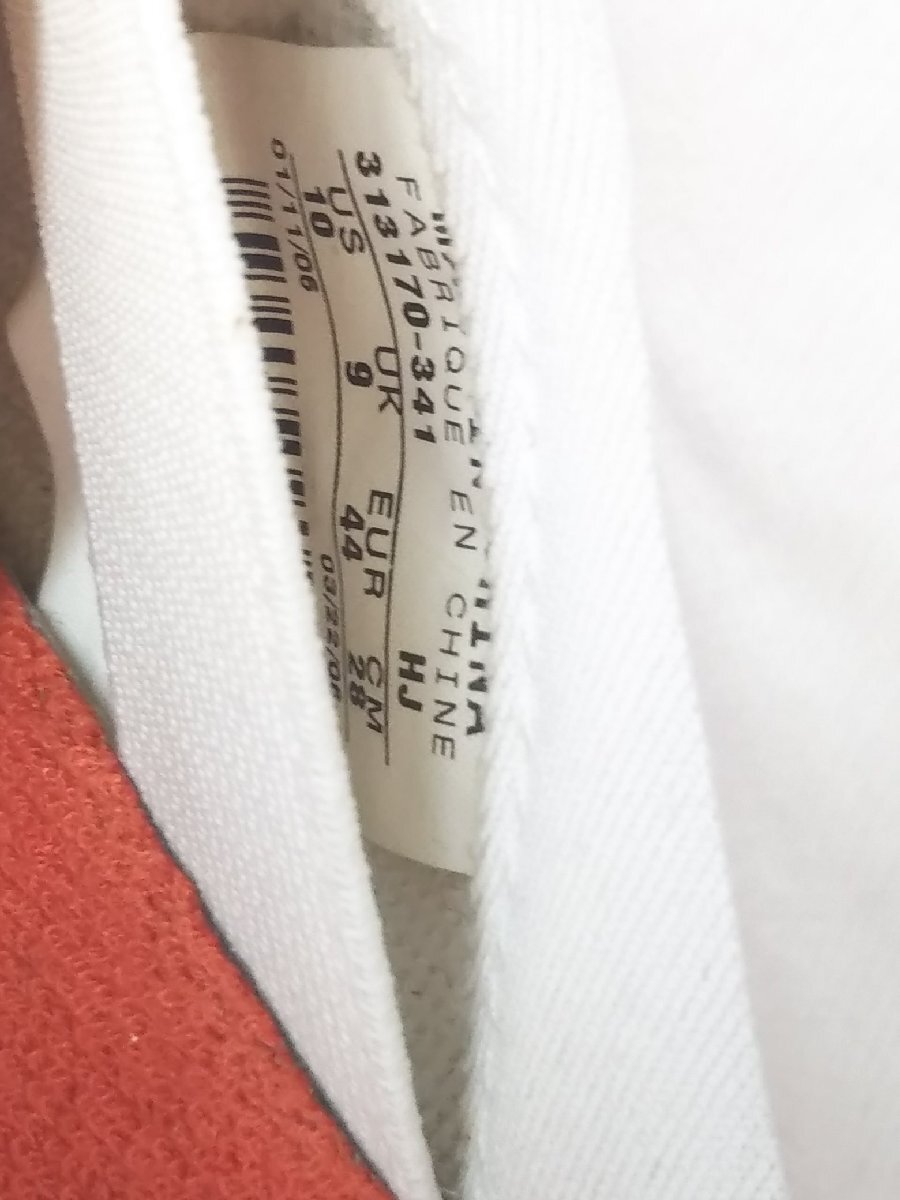 FABRIQUE EN CHINE
313170-341 HJ
US UK EUR CM
10 9 44 28
01/11/06